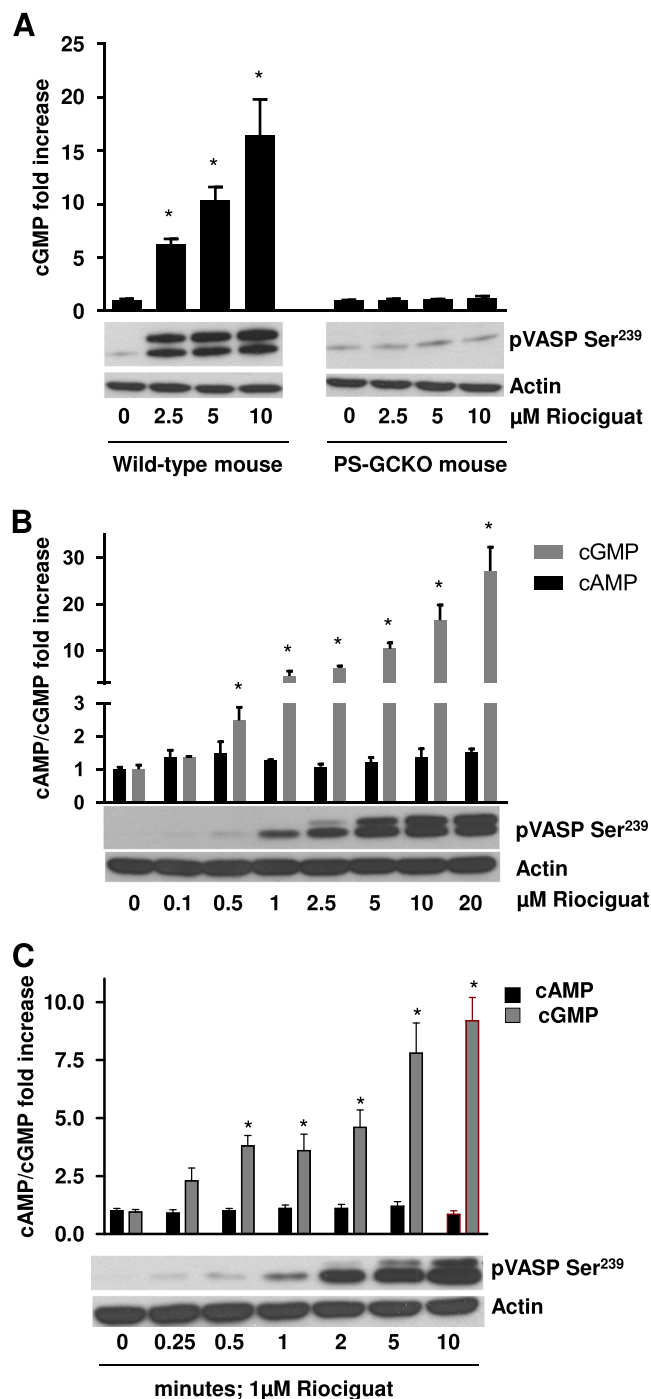 A
cGMP fold increase
25
20
15
10
5
0
*
*
*
pVASP Ser239
Actin
0 2.5 5 10 0 2.5 5 10 µM Riociguat
Wild-type mouse PS-GCKO mouse
B
cAMP/cGMP fold increase
30
20
10
3
2
1
0
* * * * * *
cGMP
cAMP
pVASP Ser239
Actin
0 0.1 0.5 1 2.5 5 10 20 µM Riociguat
C
cAMP/cGMP fold increase
10.0
7.5
5.0
2.5
0.0
* * * * *
cAMP
cGMP
pVASP Ser239
Actin
0 0.25 0.5 1 2 5 10
minutes; 1µM Riociguat